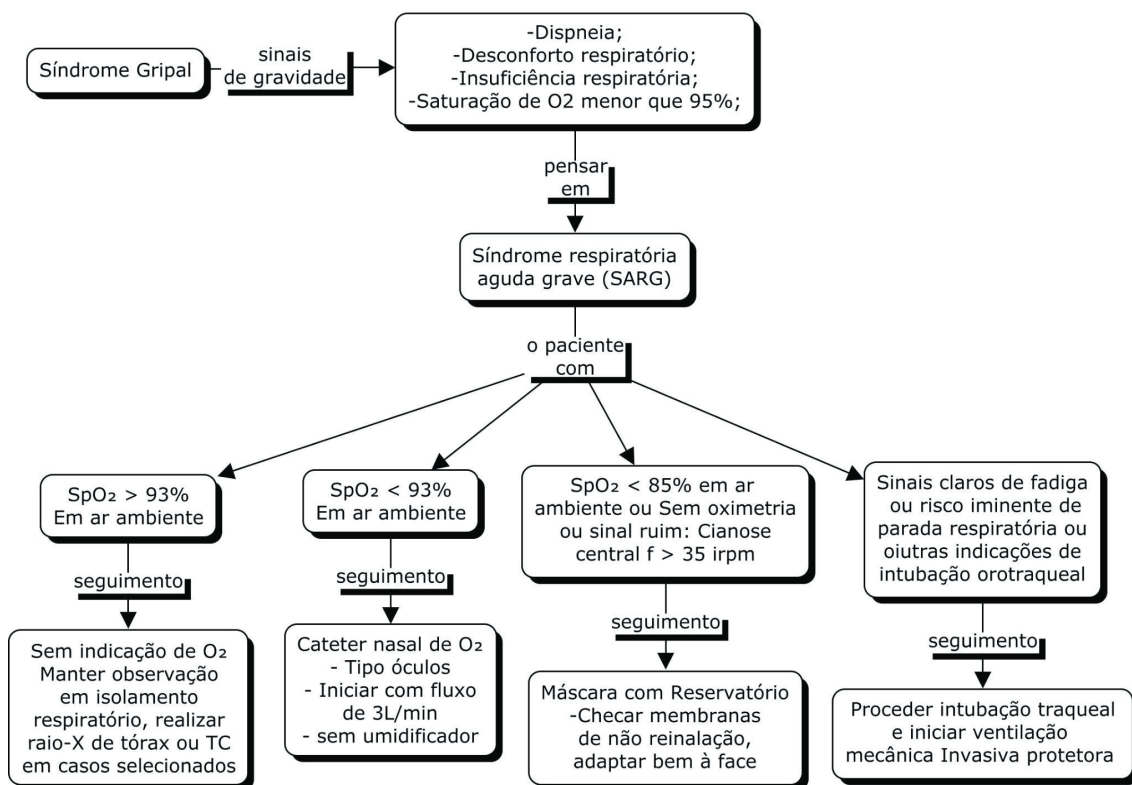 Síndrome Gripal
sinais
de gravidade
-Dispneia;
-Desconforto respiratório;
-Insuficiência respiratória;
-Saturação de O2 menor que 95%;
pensar
em
Síndrome respiratória
aguda grave (SARG)
o paciente
com
SpO₂ > 93%
Em ar ambiente
seguimento
Sem indicação de O₂
Manter observação
em isolamento
respiratório, realizar
raio-X de tórax ou TC
em casos selecionados
SpO₂ < 93%
Em ar ambiente
seguimento
Cateter nasal de O₂
- Tipo óculos
- Iniciar com fluxo
de 3L/min
- sem umidificador
SpO₂ < 85% em ar
ambiente ou Sem oximetria
ou sinal ruim: Cianose
central f > 35 irpm
seguimento
Máscara com Reservatório
-Checar membranas
de não reinalação,
adaptar bem à face
Sinais claros de fadiga
ou risco iminente de
parada respiratória ou
oiutras indicações de
intubação orotraqueal
seguimento
Proceder intubação traqueal
e iniciar ventilação
mecânica Invasiva protetora